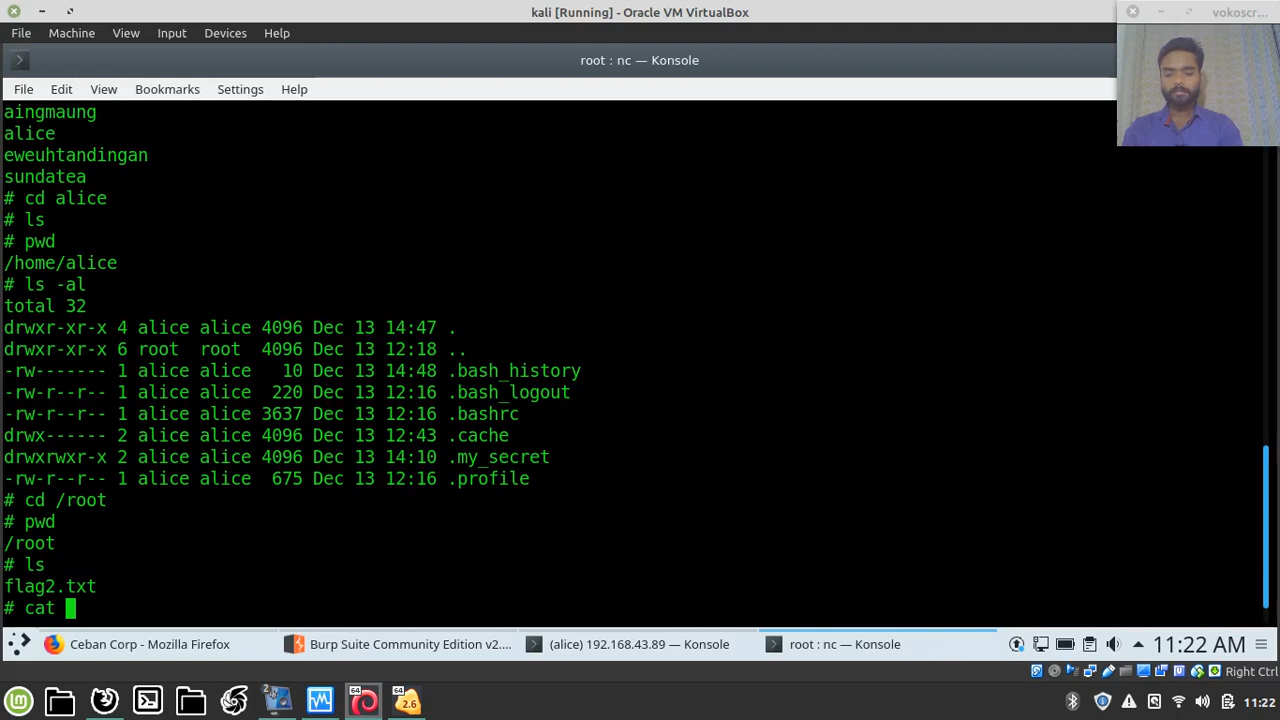 kali [Running] - Oracle VM VirtualBox
vokoscr...
File Machine View Input Devices Help
root : nc — Konsole
File Edit View Bookmarks Settings Help
aingmaung
alice
eweuhtandingan
sundatea
# cd alice
# ls
# pwd
/home/alice
# ls -al
total 32
drwxr-xr-x 4 alice alice 4096 Dec 13 14:47 .
drwxr-xr-x 6 root  root  4096 Dec 13 12:18 ..
-rw------- 1 alice alice   10 Dec 13 14:48 .bash_history
-rw-r--r-- 1 alice alice  220 Dec 13 12:16 .bash_logout
-rw-r--r-- 1 alice alice 3637 Dec 13 12:16 .bashrc
drwx------ 2 alice alice 4096 Dec 13 12:43 .cache
drwxrwxr-x 2 alice alice 4096 Dec 13 14:10 .my_secret
-rw-r--r-- 1 alice alice  675 Dec 13 12:16 .profile
# cd /root
# pwd
/root
# ls
flag2.txt
# cat
Ceban Corp - Mozilla Firefox
Burp Suite Community Edition v2....
(alice) 192.168.43.89 — Konsole
root : nc — Konsole
11:22 AM
Right Ctrl
64
2
64
2.6
11:22